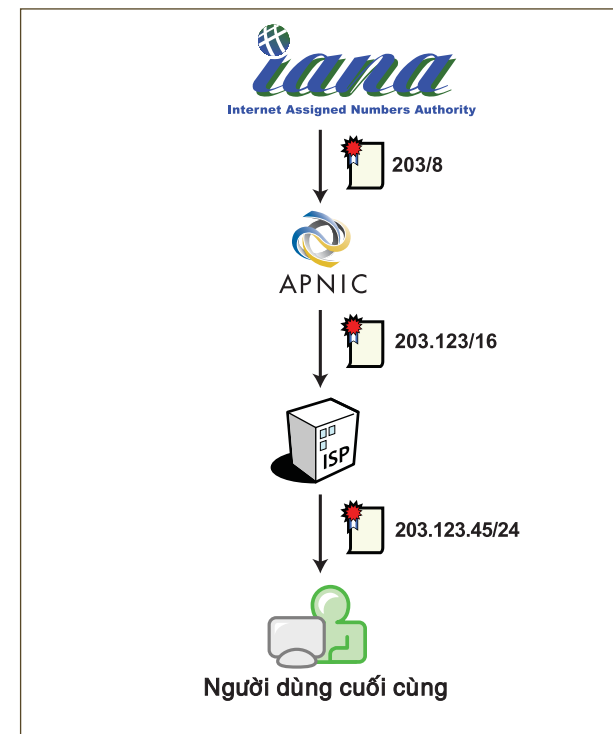 iana
Internet Assigned Numbers Authority
203/8
APNIC
203.123/16
ISP
203.123.45/24
Người dùng cuối cùng